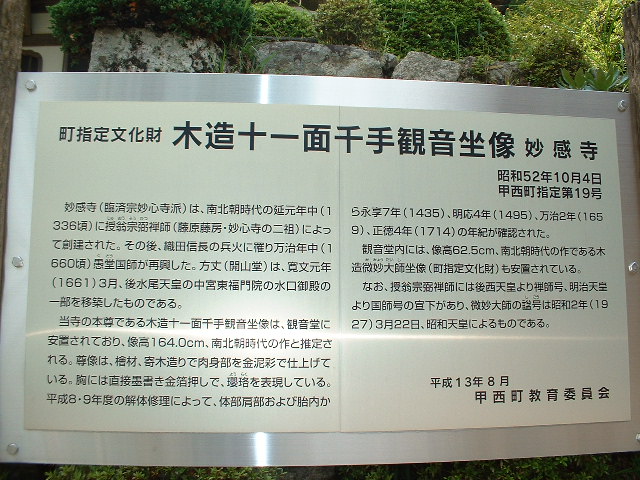 町指定文化財 木造十一面千手観音坐像 妙感寺
昭和52年10月4日
甲西町指定第19号
妙感寺(臨済宗妙心寺派)は、南北朝時代の延元年中(1
336頃)に授翁宗弼禅師(藤原藤房・妙心寺の二祖)によっ
て創建された。その後、織田信長の兵火に罹り万治年中(1
660頃)愚堂国師が再興した。方丈(開山堂)は、寛文元年
(1661)3月、後水尾天皇の中宮東福門院の水口御殿の
一部を移築したものである。
当寺の本尊である木造十一面千手観音坐像は、観音堂に
安置されており、像高164.0cm、南北朝時代の作と推定さ
れる。尊像は、檜材、寄木造りで肉身部を金泥彩で仕上げて
いる。胸には直接墨書き金箔押しで、瓔珞を表現している。
平成8・9年度の解体修理によって、体部肩部および胎内か
ら永享7年(1435)、明応4年(1495)、万治2年(165
9)、正徳4年(1714)の年紀が確認された。
観音堂内には、像高62.5cm、南北朝時代の作である木
造微妙大師坐像(町指定文化財)も安置されている。
なお、授翁宗弼禅師には後西天皇より禅師号、明治天皇
より国師号の宣下があり、微妙大師の諡号は昭和2年(19
27)3月22日、昭和天皇によるものである。
平成13年8月
甲西町教育委員会